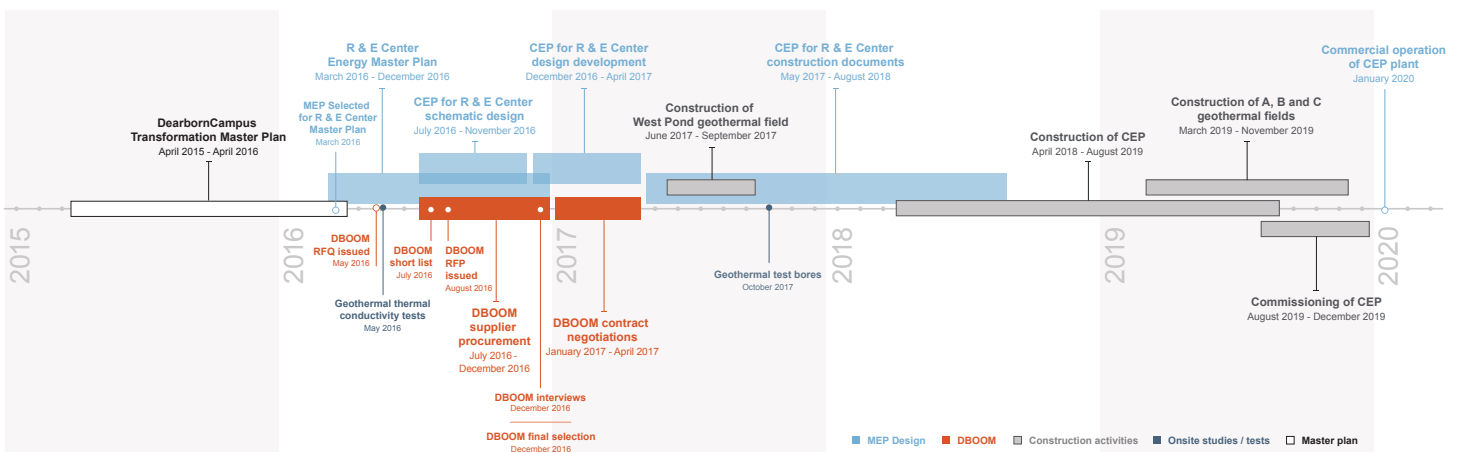 R & E Center
Energy Master Plan
March 2016 - December 2016
CEP for R & E Center
design development
December 2016 - April 2017
CEP for R & E Center
construction documents
May 2017 - August 2018
Commercial operation
of CEP plant
January 2020
MEP Selected
for R & E Center
Master Plan
March 2016
CEP for R & E Center
schematic design
July 2016 - November 2016
Construction of
West Pond geothermal field
June 2017 - September 2017
Construction of A, B and C
geothermal fields
March 2019 - November 2019
DearbornCampus
Transformation Master Plan
April 2015 - April 2016
Construction of CEP
April 2018 - August 2019
2015
2016
2017
2018
2019
2020
DBOOM
RFQ issued
May 2016
DBOOM
short list
July 2016
DBOOM
RFP
issued
August 2016
Geothermal test bores
October 2017
Geothermal thermal
conductivity tests
May 2016
Commissioning of CEP
August 2019 - December 2019
DBOOM
supplier
procurement
July 2016 -
December 2016
DBOOM contract
negotiations
January 2017 - April 2017
DBOOM interviews
December 2016
DBOOM final selection
December 2016
MEP Design
DBOOM
Construction activities
Onsite studies / tests
Master plan